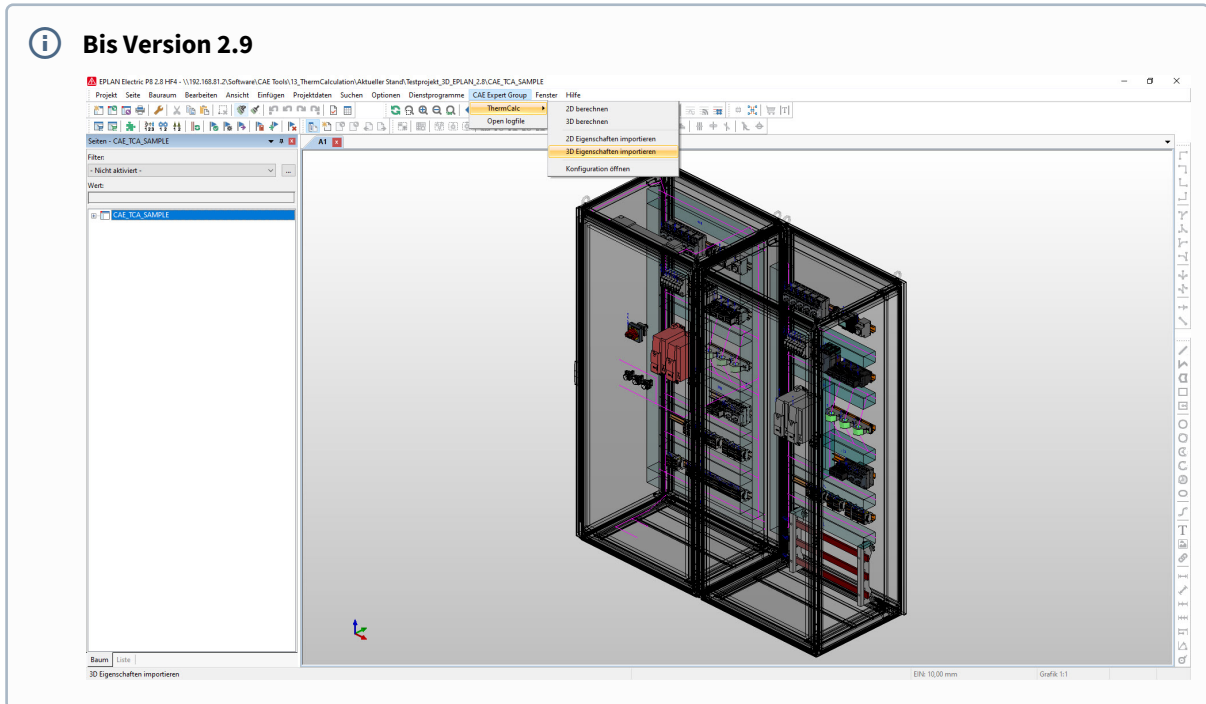 Bis Version 2.9
EPLAN Electric P8 2.8 HF4 - \\192.168.81.2\Software\CAE Tools\13_ThermCalculation\Aktueller Stand\Testprojekt_3D_EPLAN_2.8\CAE_TCA_SAMPLE
Projekt Seite Bauraum Bearbeiten Ansicht Einfügen Projektdaten Suchen Optionen Dienstprogramme CAE Expert Group Fenster Hilfe
ThermCalc
Open logfile
2D berechnen
3D berechnen
2D Eigenschaften importieren
3D Eigenschaften importieren
Konfiguration öffnen
Seiten - CAE_TCA_SAMPLE
A1
Filter:
- Nicht aktiviert -
...
Wert:
CAE_TCA_SAMPLE
Baum Liste
3D Eigenschaften importieren
EIN: 10,00 mm
Grafik 1:1